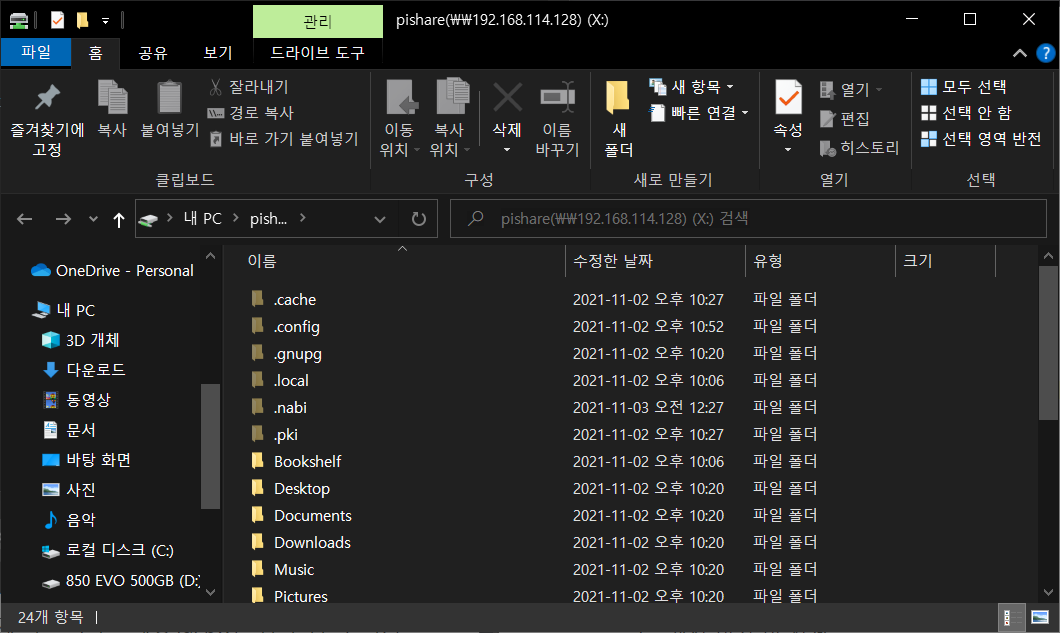 관리
pishare(₩₩192.168.114.128) (X:)
파일
홈
공유
보기
드라이브 도구
즐겨찾기에
고정
복사
붙여넣기
잘라내기
경로 복사
바로 가기 붙여넣기
클립보드
이동
위치
복사
위치
삭제
이름
바꾸기
구성
새
폴더
새 항목
빠른 연결
새로 만들기
속성
열기
편집
히스토리
열기
모두 선택
선택 안 함
선택 영역 반전
선택
내 PC
pish...
pishare(₩₩192.168.114.128) (X:) 검색
OneDrive - Personal
내 PC
3D 개체
다운로드
동영상
문서
바탕 화면
사진
음악
로컬 디스크 (C:)
850 EVO 500GB (D:)
이름 수정한 날짜 유형 크기
.cache 2021-11-02 오후 10:27 파일 폴더
.config 2021-11-02 오후 10:52 파일 폴더
.gnupg 2021-11-02 오후 10:20 파일 폴더
.local 2021-11-02 오후 10:06 파일 폴더
.nabi 2021-11-03 오전 12:27 파일 폴더
.pki 2021-11-02 오후 10:27 파일 폴더
Bookshelf 2021-11-02 오후 10:06 파일 폴더
Desktop 2021-11-02 오후 10:20 파일 폴더
Documents 2021-11-02 오후 10:20 파일 폴더
Downloads 2021-11-02 오후 10:20 파일 폴더
Music 2021-11-02 오후 10:20 파일 폴더
Pictures 2021-11-02 오후 10:20 파일 폴더
24개 항목